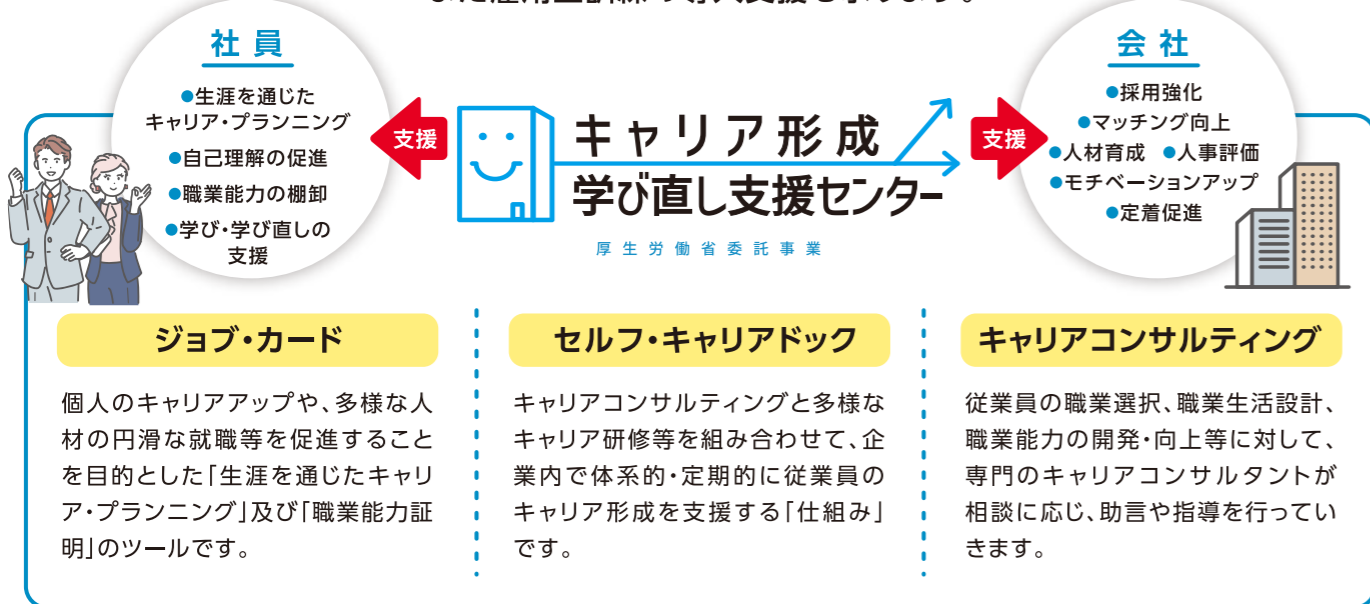 社員
●生涯を通じた
キャリア・プランニング
●自己理解の促進
●職業能力の棚卸
●学び・学び直しの
支援
支援
キャリア形成
学び直し支援センター
厚生労働省委託事業
支援
会社
●採用強化
●マッチング向上
●人材育成 ●人事評価
●モチベーションアップ
●定着促進
ジョブ・カード
個人のキャリアアップや、多様な人
材の円滑な就職等を促進すること
を目的とした「生涯を通じたキャリ
ア・プランニング」及び「職業能力証
明」のツールです。
セルフ・キャリアドック
キャリアコンサルティングと多様な
キャリア研修等を組み合わせて、企
業内で体系的・定期的に従業員の
キャリア形成を支援する「仕組み」
です。
キャリアコンサルティング
従業員の職業選択、職業生活設計、
職業能力の開発・向上等に対して、
専門のキャリアコンサルタントが
相談に応じ、助言や指導を行ってい
きます。